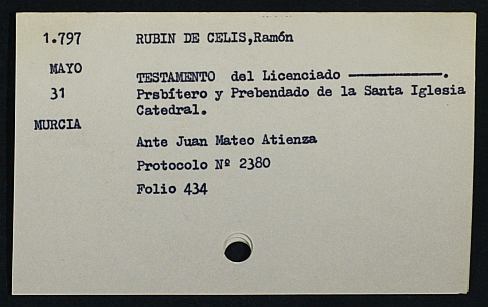 1.797 RUBIN DE CELIS,Ramón
MAYO TESTAMENTO del Licenciado ————.
31 Prsbítero y Prebendado de la Santa Iglesia
Catedral.
MURCIA
Ante Juan Mateo Atienza
Protocolo Nº 2380
Folio 434